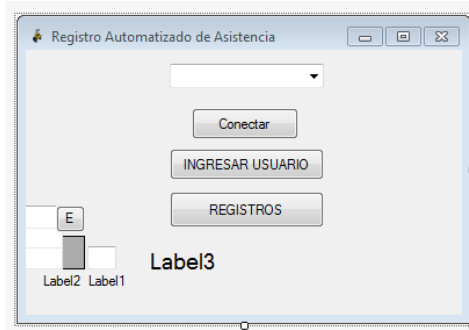 Registro Automatizado de Asistencia
Conectar
INGRESAR USUARIO
REGISTROS
E
Label3
Label2 Label1